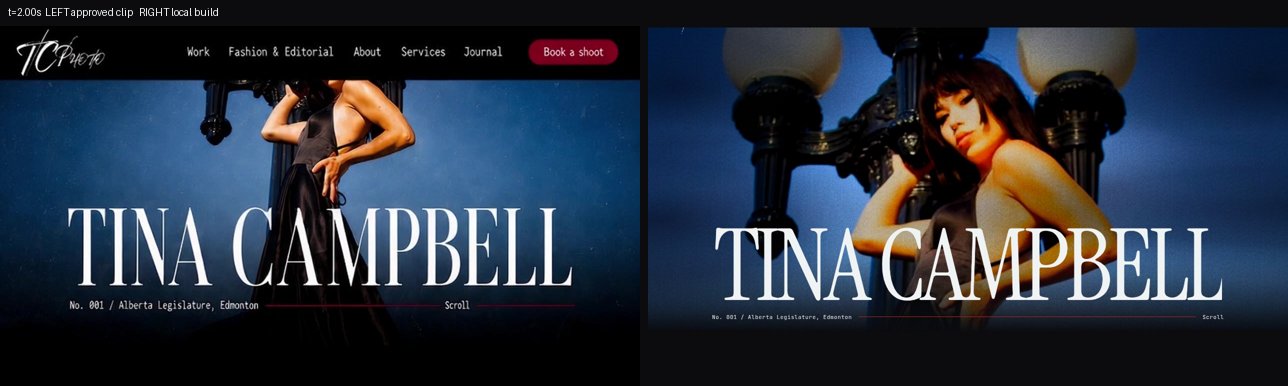 t=2.00s LEFT approved clip RIGHT local build
TCPhoto
Work Fashion & Editorial About Services Journal Book a shoot
TINA CAMPBELL
No. 001 / Alberta Legislature, Edmonton Scroll
TINA CAMPBELL
No. 001 / Alberta Legislature, Edmonton Scroll